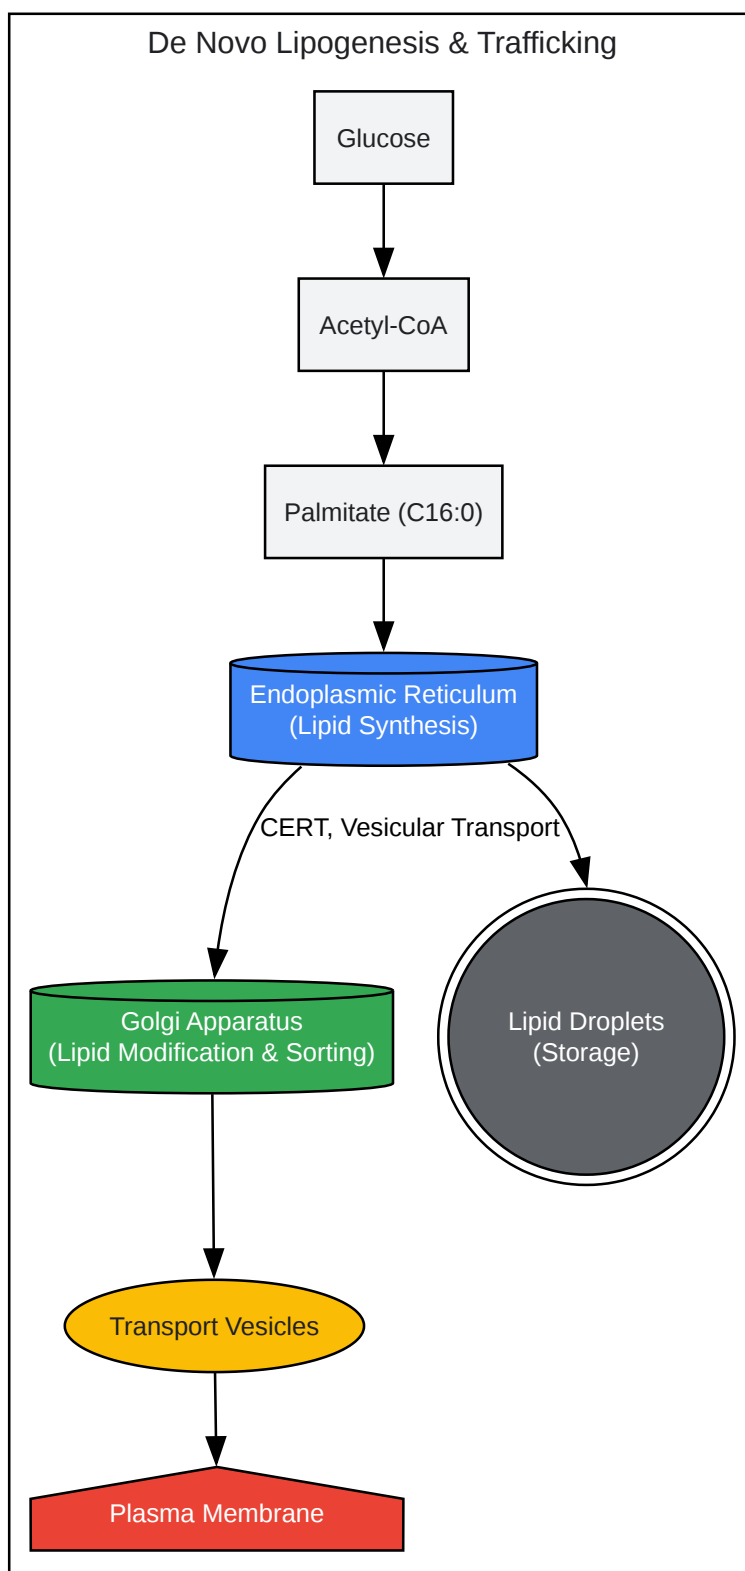 De Novo Lipogenesis & Trafficking
Glucose
Acetyl-CoA
Palmitate (C16:0)
Endoplasmic Reticulum
(Lipid Synthesis)
CERT, Vesicular Transport
Golgi Apparatus
(Lipid Modification & Sorting)
Lipid Droplets
(Storage)
Transport Vesicles
Plasma Membrane